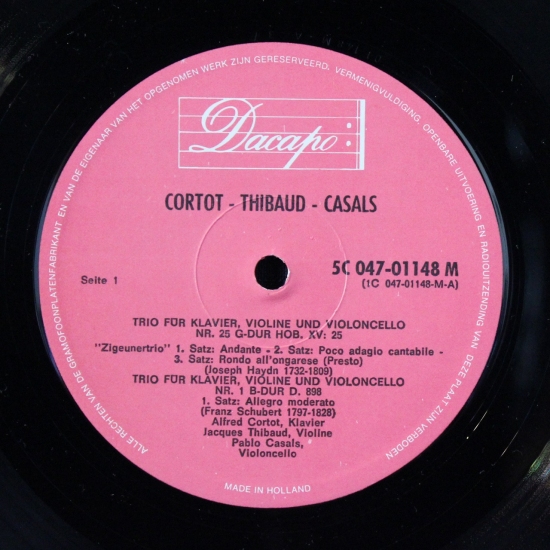 ALLE RECHTEN VAN DE GRAMOFOONPLATENFABRIKANT EN VAN DE EIGENAAR VAN HET OPGENOMEN WERK ZIJN GERESERVEERD. VERMENIGVULDIGING, OPENBARE UITVOERING EN RADIOUITZENDING VAN DEZE PLAAT ZIJN VERBODEN
Dacapo
CORTOT - THIBAUD - CASALS
5C 047-01148 M
Seite 1
(1C 047-01148-M-A)
TRIO FÜR KLAVIER, VIOLINE UND VIOLONCELLO
NR. 25 G-DUR HOB. XV: 25
"Zigeunertrio" 1. Satz: Andante - 2. Satz: Poco adagio cantabile -
3. Satz: Rondo all'ongarese (Presto)
(Joseph Haydn 1732-1809)
TRIO FÜR KLAVIER, VIOLINE UND VIOLONCELLO
NR. 1 B-DUR D. 898
1. Satz: Allegro moderato
(Franz Schubert 1797-1828)
Alfred Cortot, Klavier
Jacques Thibaud, Violine
Pablo Casals,
Violoncello
MADE IN HOLLAND